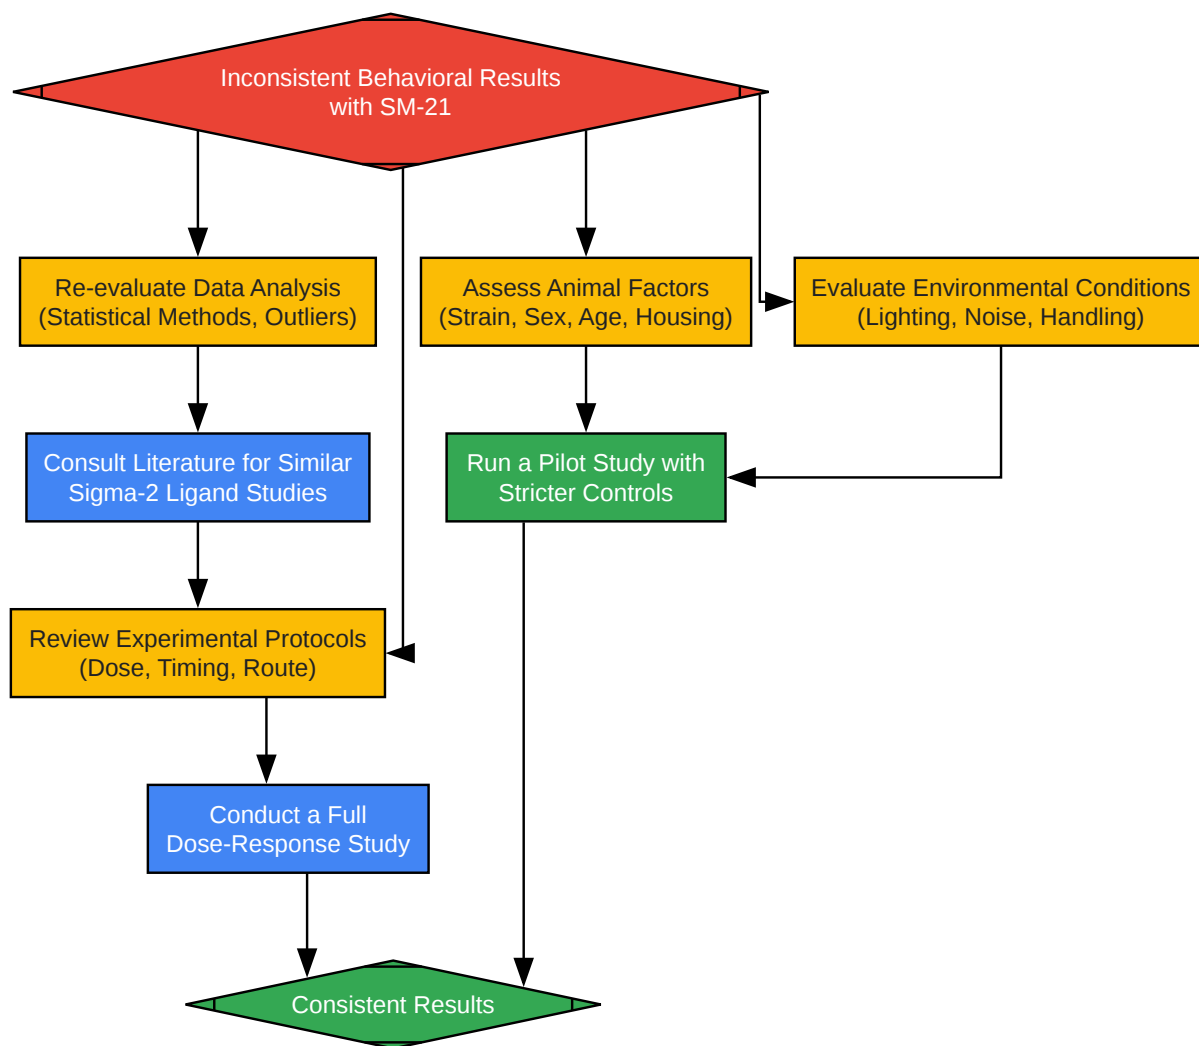 Inconsistent Behavioral Results
with SM-21
Re-evaluate Data Analysis
(Statistical Methods, Outliers)
Assess Animal Factors
(Strain, Sex, Age, Housing)
Evaluate Environmental Conditions
(Lighting, Noise, Handling)
Consult Literature for Similar
Sigma-2 Ligand Studies
Run a Pilot Study with
Stricter Controls
Review Experimental Protocols
(Dose, Timing, Route)
Conduct a Full
Dose-Response Study
Consistent Results